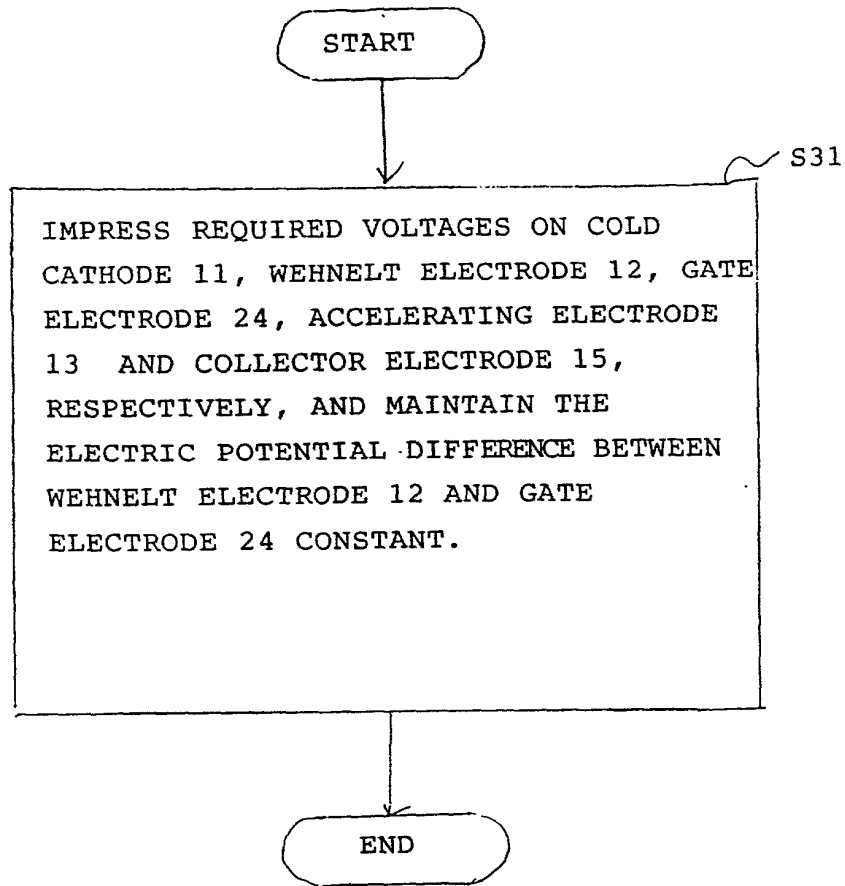 START
S31
IMPRESS REQUIRED VOLTAGES ON COLD
CATHODE 11, WEHNELT ELECTRODE 12, GATE
ELECTRODE 24, ACCELERATING ELECTRODE
13 AND COLLECTOR ELECTRODE 15,
RESPECTIVELY, AND MAINTAIN THE
ELECTRIC POTENTIAL DIFFERENCE BETWEEN
WEHNELT ELECTRODE 12 AND GATE
ELECTRODE 24 CONSTANT.
END